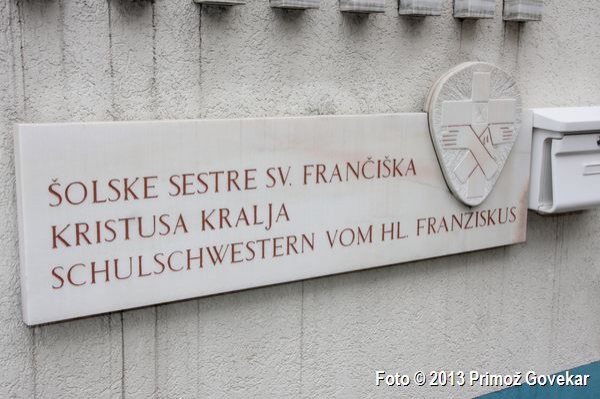 ŠOLSKE SESTRE SV. FRANČIŠKA
KRISTUSA KRALJA
SCHULSCHWESTERN VOM HL. FRANZISKUS
Foto © 2013 Primož Govekar